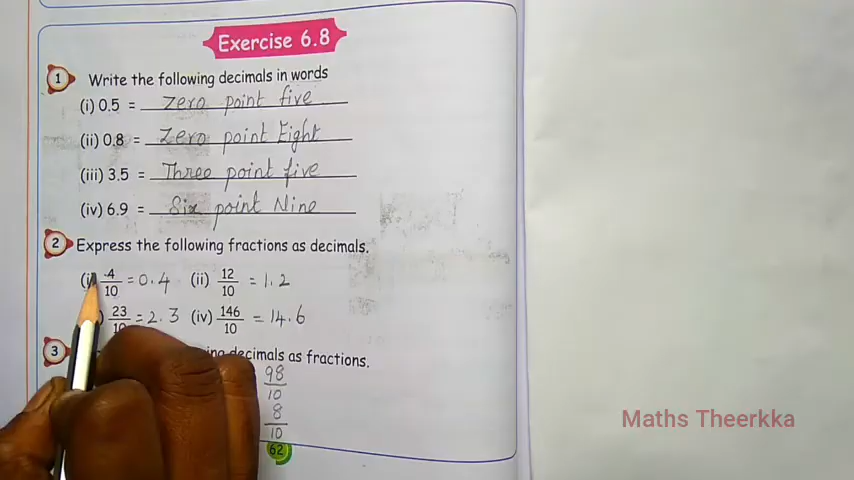 Exercise 6.8
1 Write the following decimals in words
(i) 0.5 = Zero point five
(ii) 0.8 = Zero point Eight
(iii) 3.5 = Three point five
(iv) 6.9 = Six point Nine
2 Express the following fractions as decimals.
(i) 4/10 = 0.4 (ii) 12/10 = 1.2
23/10 = 2.3 (iv) 146/10 = 14.6
3 decimals as fractions.
98/10
8/10
62
Maths Theerkka